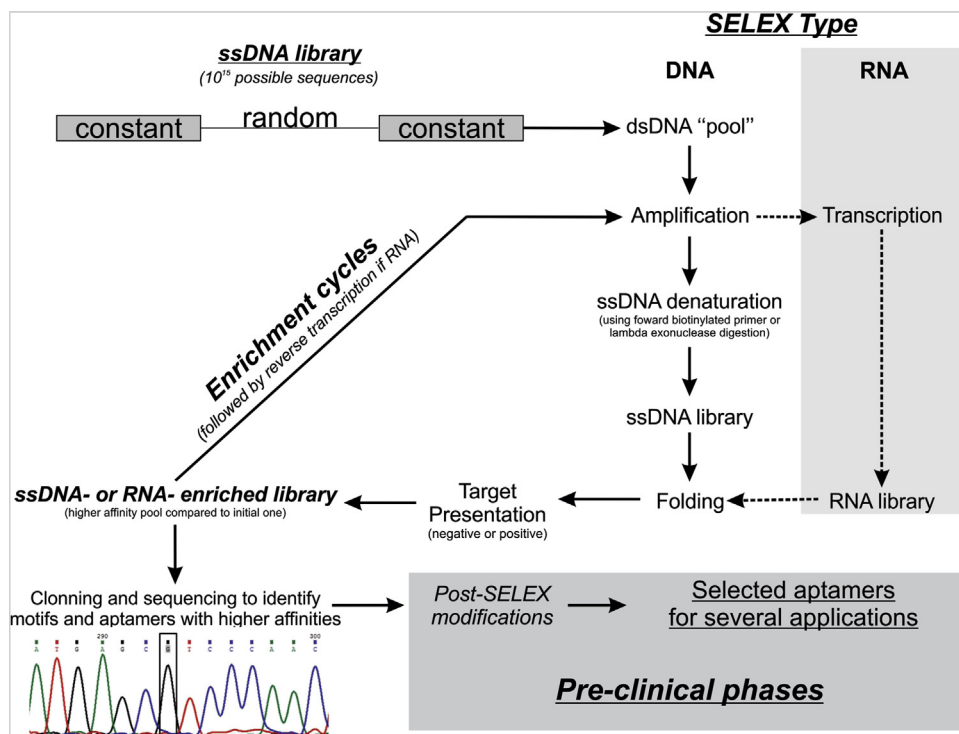 SELEX Type
ssDNA library
(10¹⁵ possible sequences)
DNA
RNA
constant
random
constant
dsDNA “pool”
Amplification
Transcription
Enrichment cycles
(followed by reverse transcription if RNA)
ssDNA denaturation
(using foward biotinylated primer or
lambda exonuclease digestion)
ssDNA library
ssDNA- or RNA- enriched library
(higher affinity pool compared to initial one)
Target
Presentation
(negative or positive)
Folding
RNA library
Clonning and sequencing to identify
motifs and aptamers with higher affinities
Post-SELEX
modifications
Selected aptamers
for several applications
290
300
A T G A G C
T C C C A A C
Pre-clinical phases